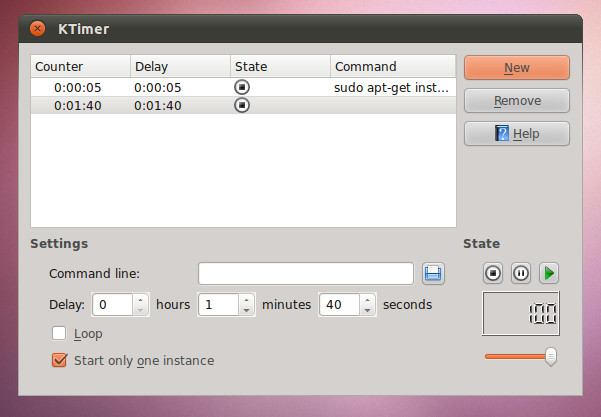 KTimer
Counter Delay State Command
0:00:05 0:00:05 sudo apt-get inst...
0:01:40 0:01:40
New
Remove
Help
Settings
Command line:
Delay: 0 hours 1 minutes 40 seconds
Loop
Start only one instance
State
100